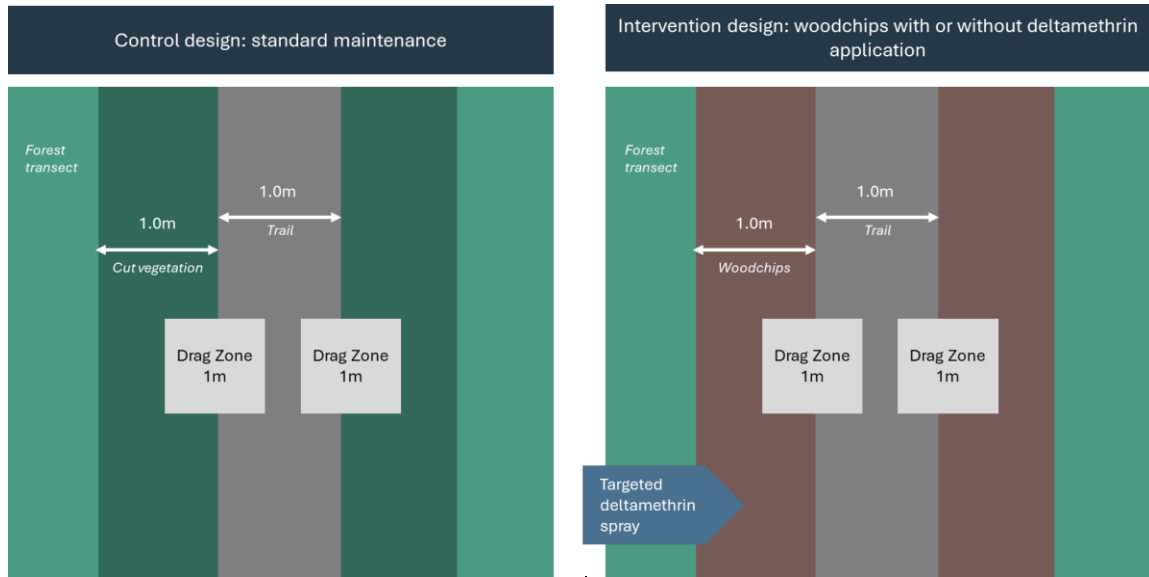 Control design: standard maintenance
Forest
transect
1.0m
Trail
1.0m
Cut vegetation
Drag Zone
1m
Drag Zone
1m
Intervention design: woodchips with or without deltamethrin
application
Forest
transect
1.0m
Trail
1.0m
Woodchips
Drag Zone
1m
Drag Zone
1m
Targeted
deltamethrin
spray